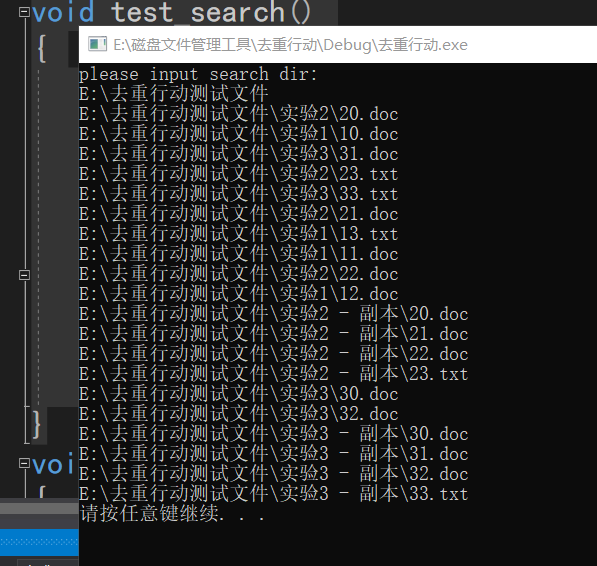 void test_search()
{
E:\磁盘文件管理工具\去重行动\Debug\去重行动.exe
please input search dir:
E:\去重行动测试文件
E:\去重行动测试文件\实验2\20.doc
E:\去重行动测试文件\实验1\10.doc
E:\去重行动测试文件\实验3\31.doc
E:\去重行动测试文件\实验2\23.txt
E:\去重行动测试文件\实验3\33.txt
E:\去重行动测试文件\实验2\21.doc
E:\去重行动测试文件\实验1\13.txt
E:\去重行动测试文件\实验1\11.doc
E:\去重行动测试文件\实验2\22.doc
E:\去重行动测试文件\实验1\12.doc
E:\去重行动测试文件\实验2 - 副本\20.doc
E:\去重行动测试文件\实验2 - 副本\21.doc
E:\去重行动测试文件\实验2 - 副本\22.doc
E:\去重行动测试文件\实验2 - 副本\23.txt
E:\去重行动测试文件\实验3\30.doc
E:\去重行动测试文件\实验3\32.doc
E:\去重行动测试文件\实验3 - 副本\30.doc
E:\去重行动测试文件\实验3 - 副本\31.doc
E:\去重行动测试文件\实验3 - 副本\32.doc
E:\去重行动测试文件\实验3 - 副本\33.txt
请按任意键继续. . .
}
voi
{